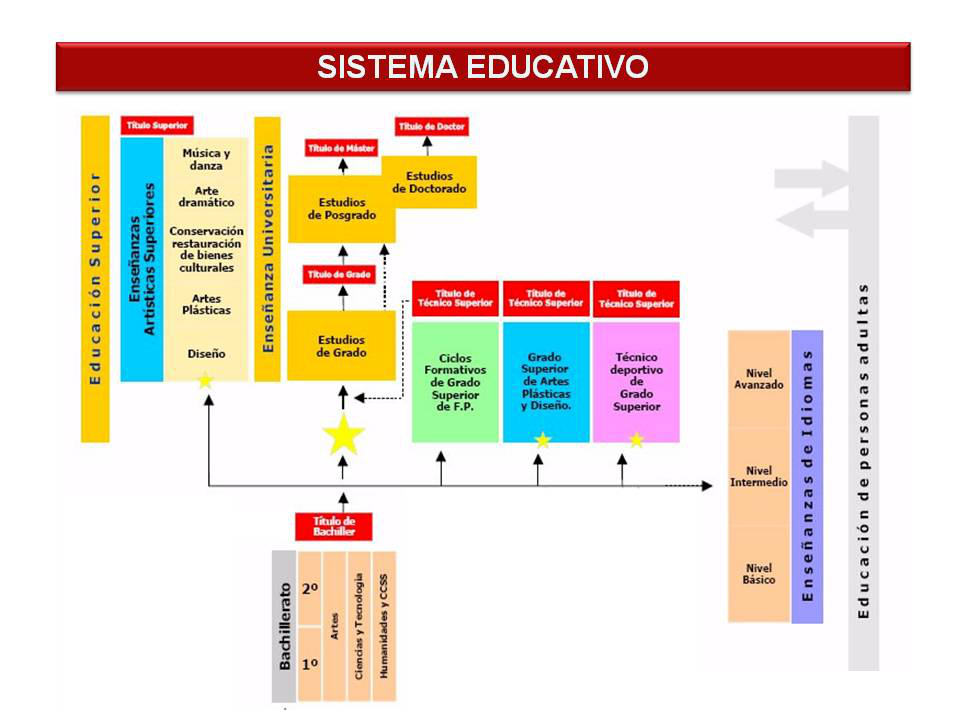 SISTEMA EDUCATIVO
Educación Superior
Título Superior
Enseñanzas
Artísticas Superiores
Música y
danza
Arte
dramático
Conservación
restauración
de bienes
culturales
Artes
Plásticas
Diseño
Enseñanza Universitaria
Título de Doctor
Título de Máster
Estudios
de Doctorado
Estudios
de Posgrado
Título de Grado
Estudios
de Grado
Título de
Técnico Superior
Título de
Técnico Superior
Título de
Técnico Superior
Ciclos
Formativos
de Grado
Superior
de F.P.
Grado
Superior
de Artes
Plásticas
y Diseño.
Técnico
deportivo
de
Grado
Superior
Nivel
Avanzado
Nivel
Intermedio
Nivel
Básico
Enseñanzas de Idiomas
Educación de personas adultas
Título de
Bachiller
Bachillerato
2º
1º
Artes
Ciencias y Tecnologia
Humanidades y CCSS